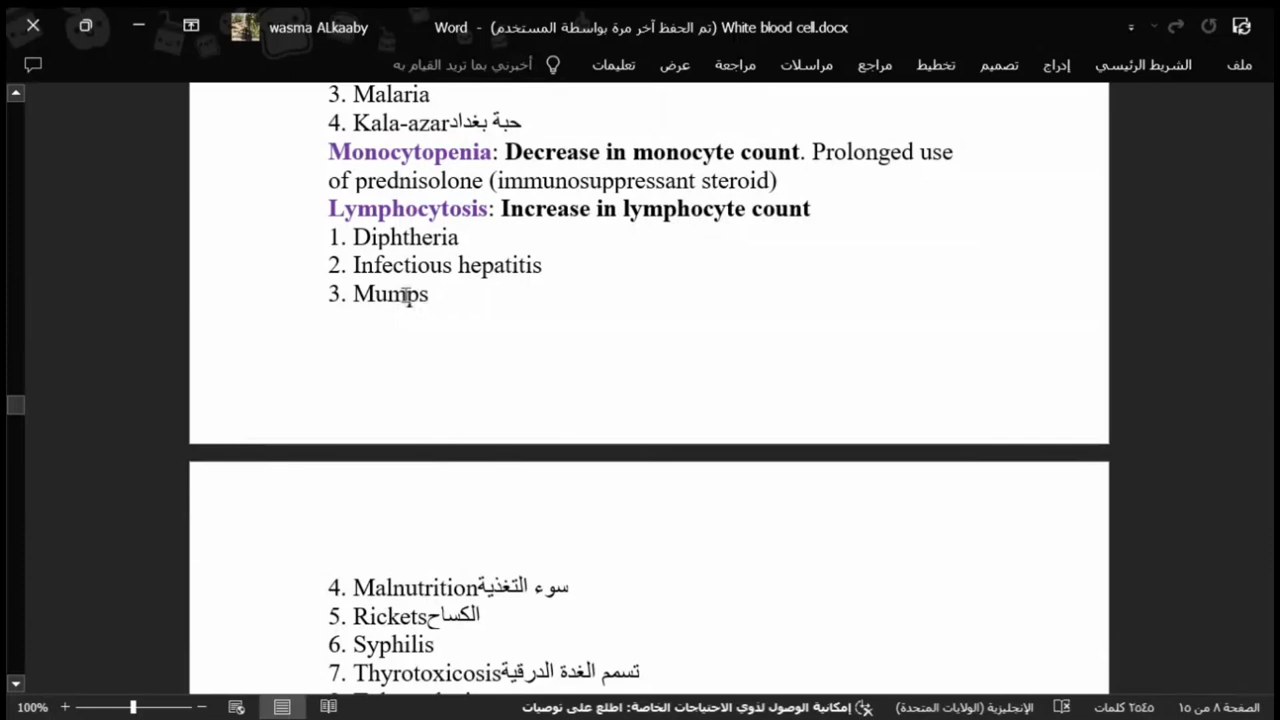 wasma ALkaaby
White blood cell.docx (تم الحفظ آخر مرة بواسطة المستخدم) - Word
ملف الشريط الرئيسي إدراج تصميم تخطيط مراجع مراسلات مراجعة عرض تعليمات أخبرني بما تريد القيام به
3. Malaria
4. Kala-azarحبة بغداد
Monocytopenia: Decrease in monocyte count. Prolonged use
of prednisolone (immunosuppressant steroid)
Lymphocytosis: Increase in lymphocyte count
1. Diphtheria
2. Infectious hepatitis
3. Mumps
4. Malnutritionسوء التغذية
5. Ricketsالكساح
6. Syphilis
7. Thyrotoxicosisتسمم الغدة الدرقية
الصفحة ٨ من ١٥ ٢٥٤٥ كلمات الإنجليزية (الولايات المتحدة) إمكانية الوصول لذوي الاحتياجات الخاصة: اطلع على توصيات 100%